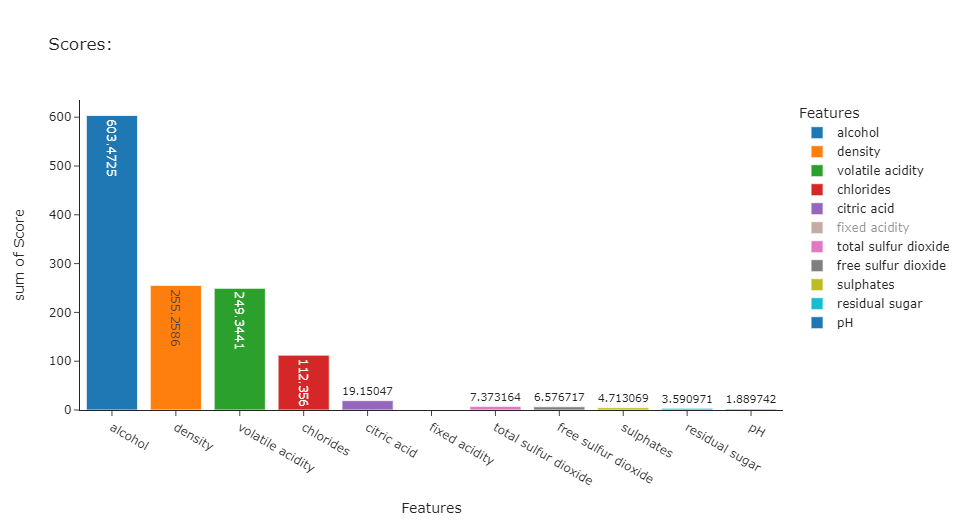 Scores:
600
500
400
300
200
100
0
sum of Score
603.4725
255.2586
249.3441
112.356
19.15047
7.373164
6.576717
4.713069
3.590971
1.889742
alcohol
density
volatile acidity
chlorides
citric acid
fixed acidity
total sulfur dioxide
free sulfur dioxide
sulphates
residual sugar
pH
Features
Features
alcohol
density
volatile acidity
chlorides
citric acid
fixed acidity
total sulfur dioxide
free sulfur dioxide
sulphates
residual sugar
pH